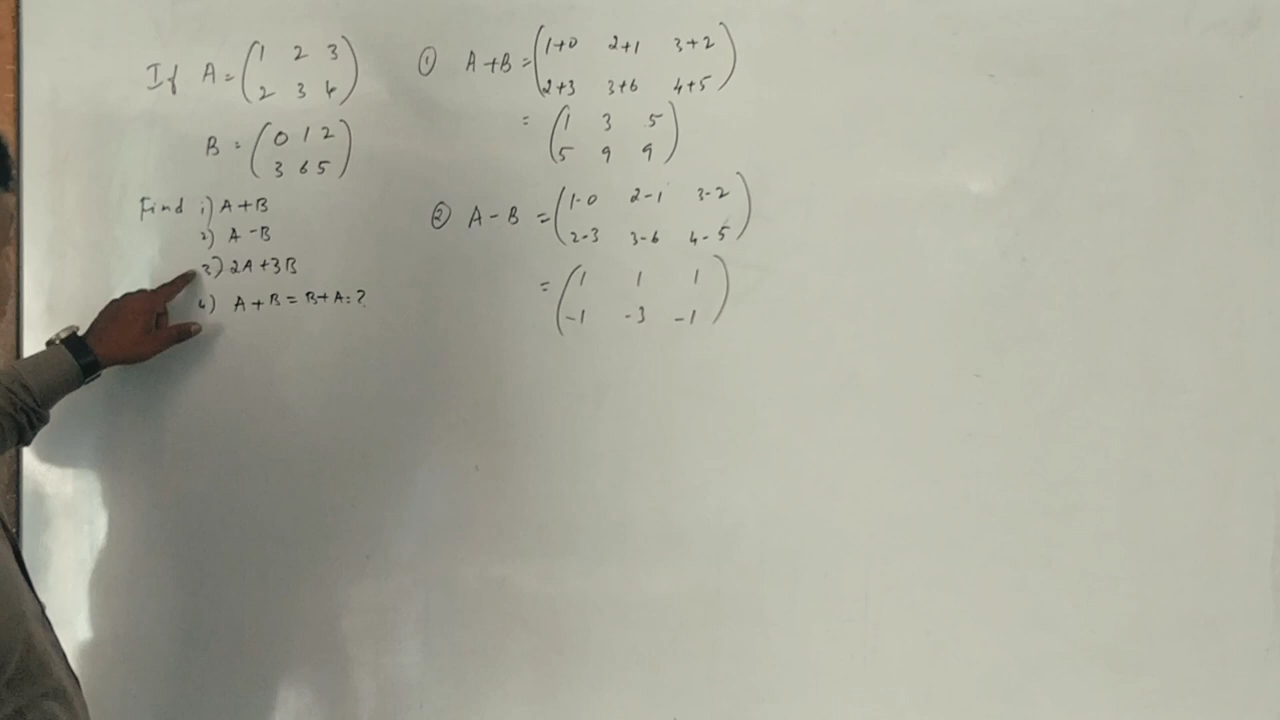 If A = (1 2 3
2 3 4)
B = (0 1 2
3 6 5)
Find 1) A+B
2) A-B
3) 2A+3B
4) A+B = B+A = ?
① A+B = (1+0 2+1 3+2
2+3 3+6 4+5)
= (1 3 5
5 9 9)
② A-B = (1-0 2-1 3-2
2-3 3-6 4-5)
= (1 1 1
-1 -3 -1)